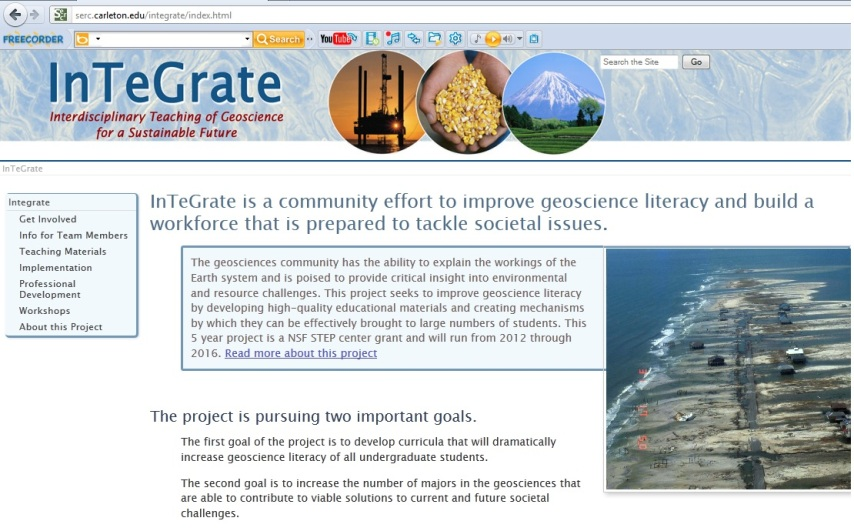 serc.carleton.edu/integrate/index.html
FREECORDER
Search
YouTube
InTeGrate
Interdisciplinary Teaching of Geoscience
for a Sustainable Future
Search the Site
Go
InTeGrate
Integrate
Get Involved
Info for Team Members
Teaching Materials
Implementation
Professional
Development
Workshops
About this Project
InTeGrate is a community effort to improve geoscience literacy and build a
workforce that is prepared to tackle societal issues.
The geosciences community has the ability to explain the workings of the
Earth system and is poised to provide critical insight into environmental
and resource challenges. This project seeks to improve geoscience literacy
by developing high-quality educational materials and creating mechanisms
by which they can be effectively brought to large numbers of students. This
5 year project is a NSF STEP center grant and will run from 2012 through
2016. Read more about this project
The project is pursuing two important goals.
The first goal of the project is to develop curricula that will dramatically
increase geoscience literacy of all undergraduate students.
The second goal is to increase the number of majors in the geosciences that
are able to contribute to viable solutions to current and future societal
challenges.